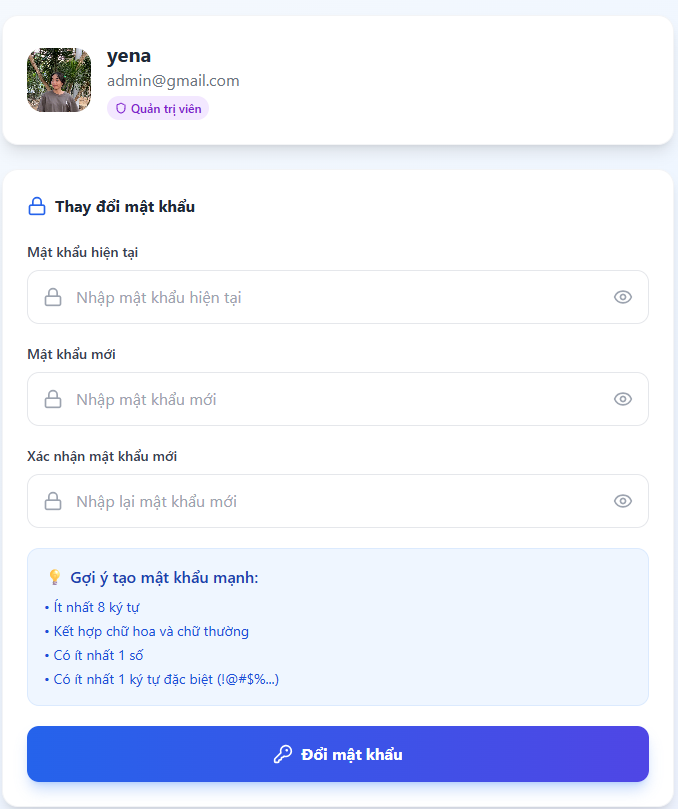 yena
admin@gmail.com
Quản trị viên
Thay đổi mật khẩu
Mật khẩu hiện tại
Nhập mật khẩu hiện tại
Mật khẩu mới
Nhập mật khẩu mới
Xác nhận mật khẩu mới
Nhập lại mật khẩu mới
💡 Gợi ý tạo mật khẩu mạnh:
• Ít nhất 8 ký tự
• Kết hợp chữ hoa và chữ thường
• Có ít nhất 1 số
• Có ít nhất 1 ký tự đặc biệt (!@#$%...)
Đổi mật khẩu